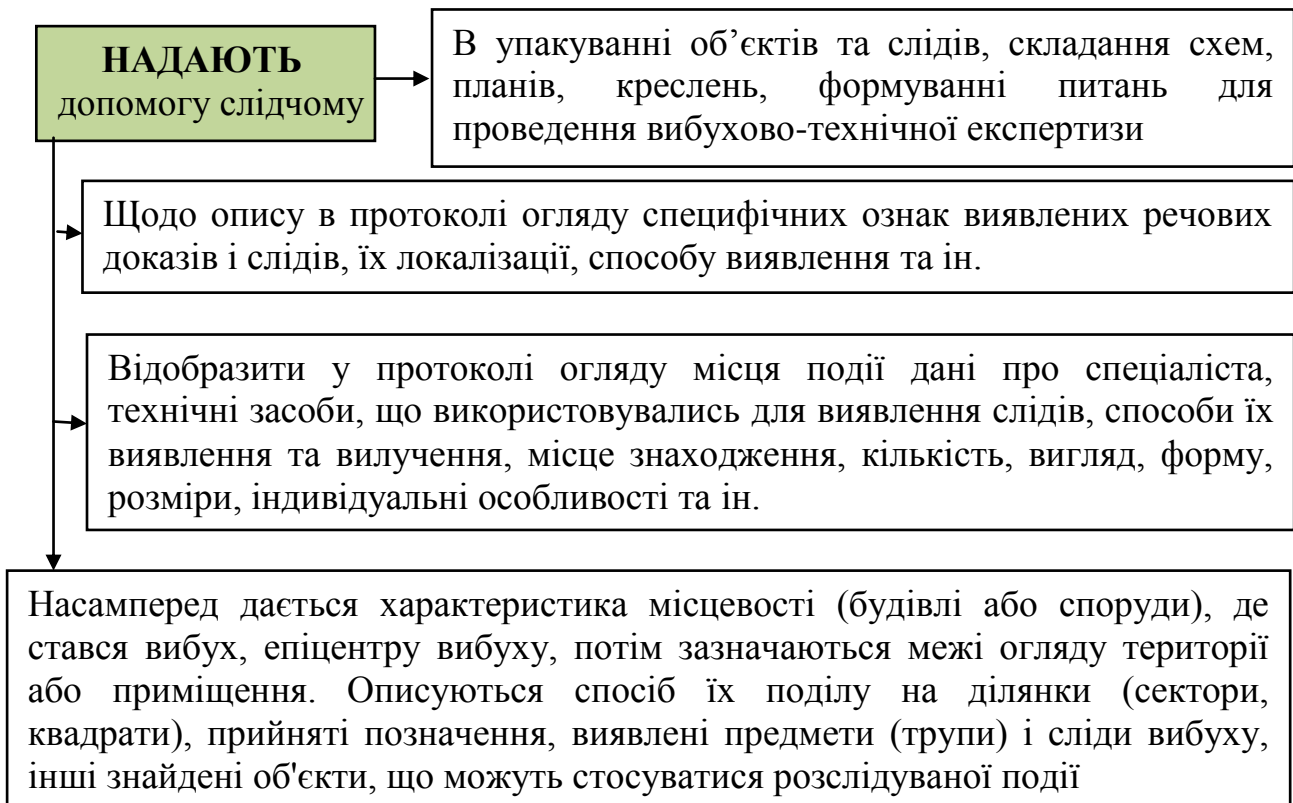 НАДАЮТЬ
допомогу слідчому
В упакуванні об’єктів та слідів, складання схем,
планів, креслень, формуванні питань для
проведення вибухово-технічної експертизи
Щодо опису в протоколі огляду специфічних ознак виявлених речових
доказів і слідів, їх локалізації, способу виявлення та ін.
Відобразити у протоколі огляду місця події дані про спеціаліста,
технічні засоби, що використовувались для виявлення слідів, способи їх
виявлення та вилучення, місце знаходження, кількість, вигляд, форму,
розміри, індивідуальні особливості та ін.
Насамперед дається характеристика місцевості (будівлі або споруди), де
стався вибух, епіцентру вибуху, потім зазначаються межі огляду території
або приміщення. Описуються спосіб їх поділу на ділянки (сектори,
квадрати), прийняті позначення, виявлені предмети (трупи) і сліди вибуху,
інші знайдені об'єкти, що можуть стосуватися розслідуваної події